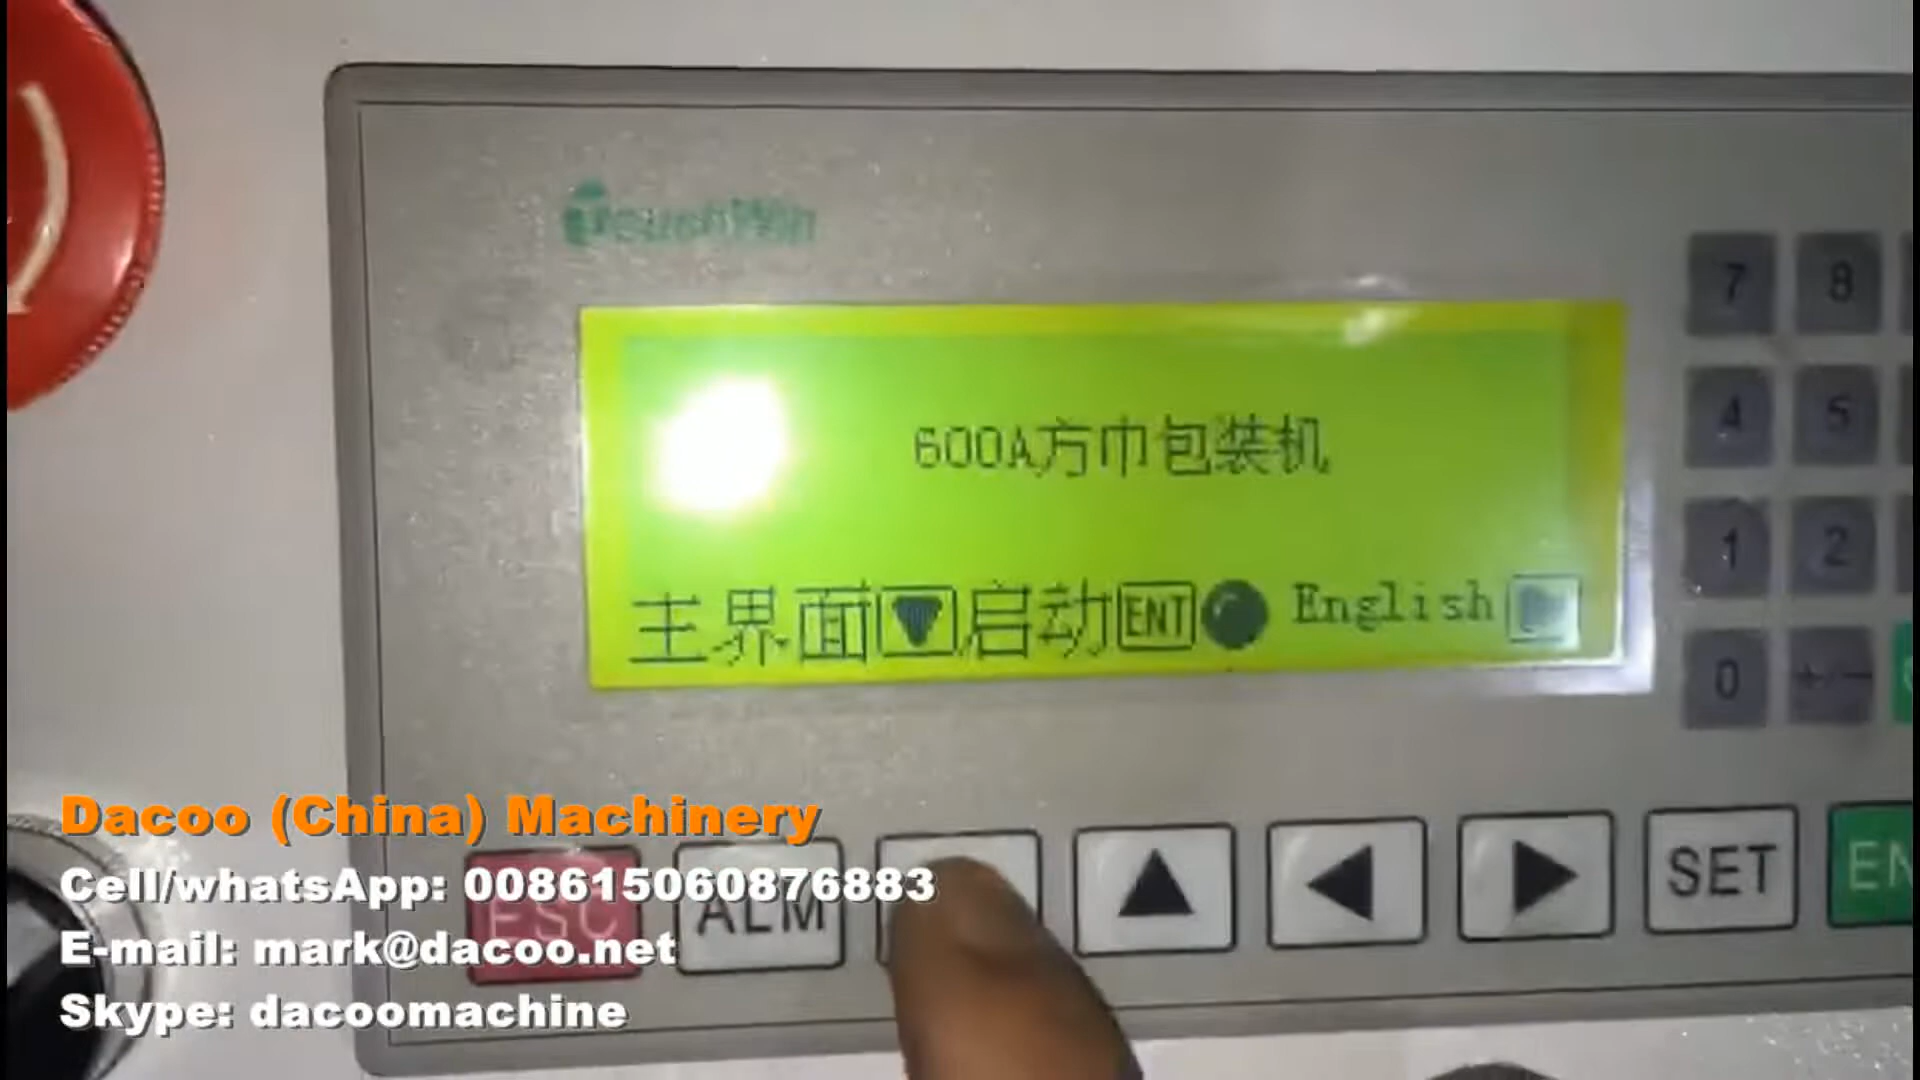 TouchWin
600A方巾包装机
主界面▼启动ENT English
7 8
4 5
1 2
0 +/-
ESC ALM SET
Dacoo (China) Machinery
Cell/whatsApp: 008615060876883
E-mail: mark@dacoo.net
Skype: dacoomachine